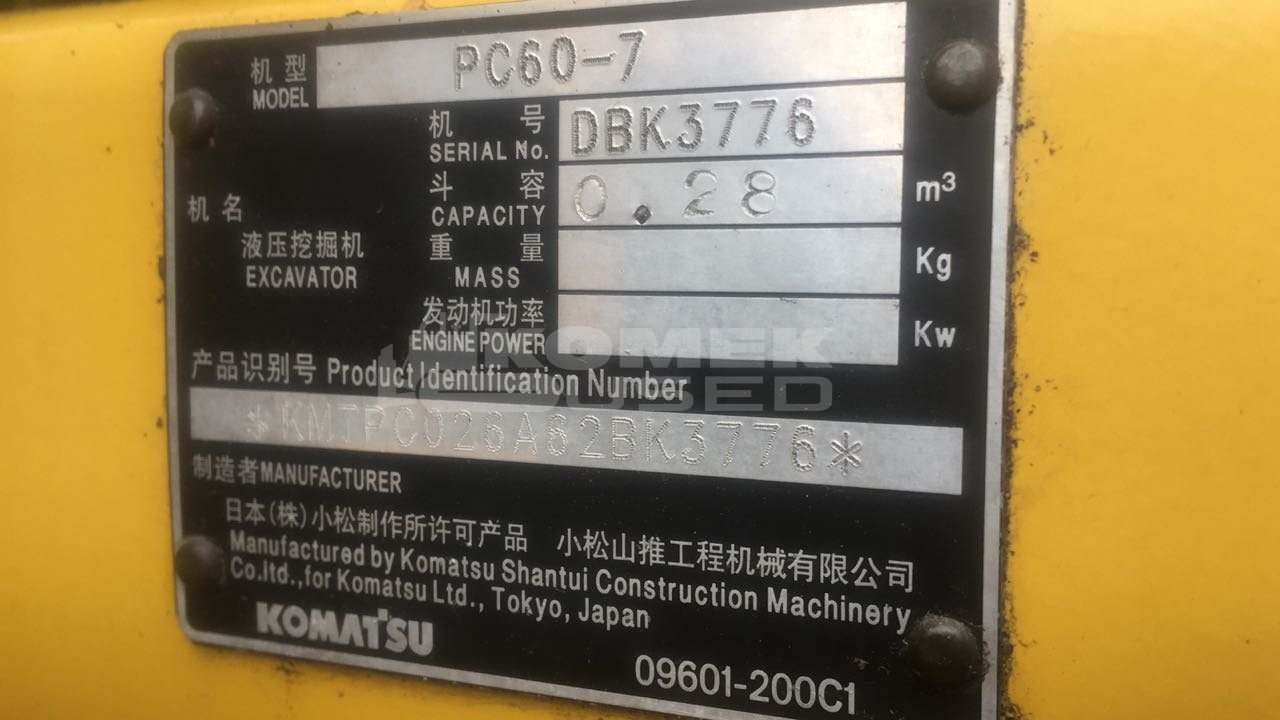 机型 PC60-7
MODEL
机号 DBK3776
SERIAL No.
斗容 0.28 m³
CAPACITY
机名
液压挖掘机
EXCAVATOR
重量 Kg
MASS
发动机功率 Kw
ENGINE POWER
KOMEK
USED
产品识别号 Product Identification Number
*KMTPC026A62BK3776*
制造者MANUFACTURER
日本(株)小松制作所许可产品 小松山推工程机械有限公司
Manufactured by Komatsu Shantui Construction Machinery
Co.ltd.,for Komatsu Ltd., Tokyo, Japan
KOMATSU
09601-200C1